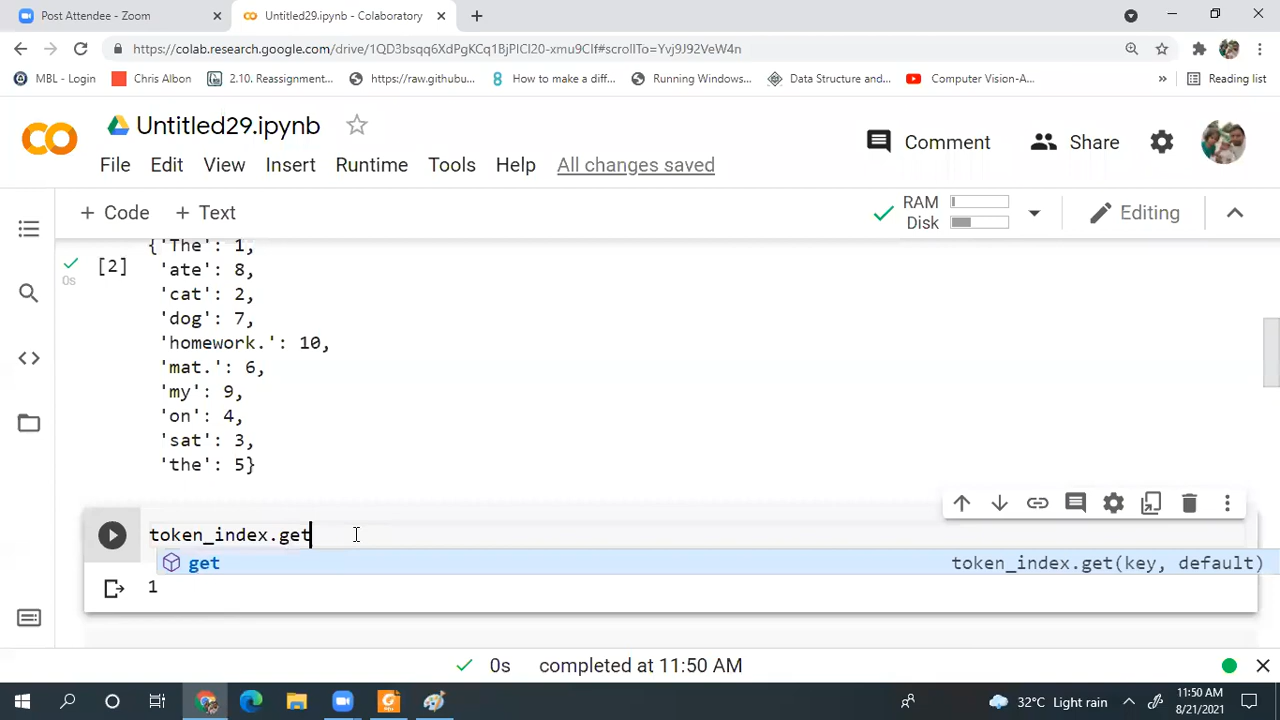 Post Attendee - Zoom
Untitled29.ipynb - Colaboratory
https://colab.research.google.com/drive/1QD3bsqq6XdPgKCq1BjPlCl20-xmu9Clf#scrollTo=Yvj9J92VeW4n
MBL - Login
Chris Albon
2.10. Reassignment...
https://raw.githubu...
How to make a diff...
Running Windows...
Data Structure and...
Computer Vision-A...
»
Reading list
Untitled29.ipynb
Comment
Share
File Edit View Insert Runtime Tools Help All changes saved
+ Code + Text
RAM
Disk
Editing
{'The': 1,
[2]
0s
'ate': 8,
'cat': 2,
'dog': 7,
'homework.': 10,
'mat.': 6,
'my': 9,
'on': 4,
'sat': 3,
'the': 5}
token_index.get
get token_index.get(key, default)
1
0s completed at 11:50 AM
32°C Light rain
11:50 AM
8/21/2021